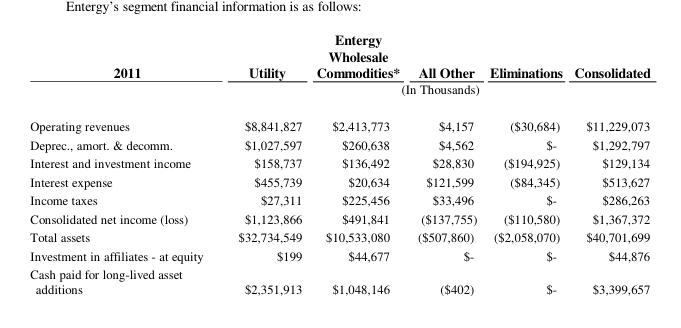 Entergy's segment financial information is as follows:
Entergy
Wholesale
2011 Utility Commodities* All Other Eliminations Consolidated
(In Thousands)
Operating revenues $8,841,827 $2,413,773 $4,157 ($30,684) $11,229,073
Deprec., amort. & decomm. $1,027,597 $260,638 $4,562 $- $1,292,797
Interest and investment income $158,737 $136,492 $28,830 ($194,925) $129,134
Interest expense $455,739 $20,634 $121,599 ($84,345) $513,627
Income taxes $27,311 $225,456 $33,496 $- $286,263
Consolidated net income (loss) $1,123,866 $491,841 ($137,755) ($110,580) $1,367,372
Total assets $32,734,549 $10,533,080 ($507,860) ($2,058,070) $40,701,699
Investment in affiliates - at equity $199 $44,677 $- $- $44,876
Cash paid for long-lived asset
additions $2,351,913 $1,048,146 ($402) $- $3,399,657